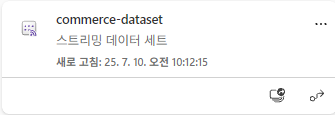 commerce-dataset
스트리밍 데이터 세트
새로 고침: 25. 7. 10. 오전 10:12:15